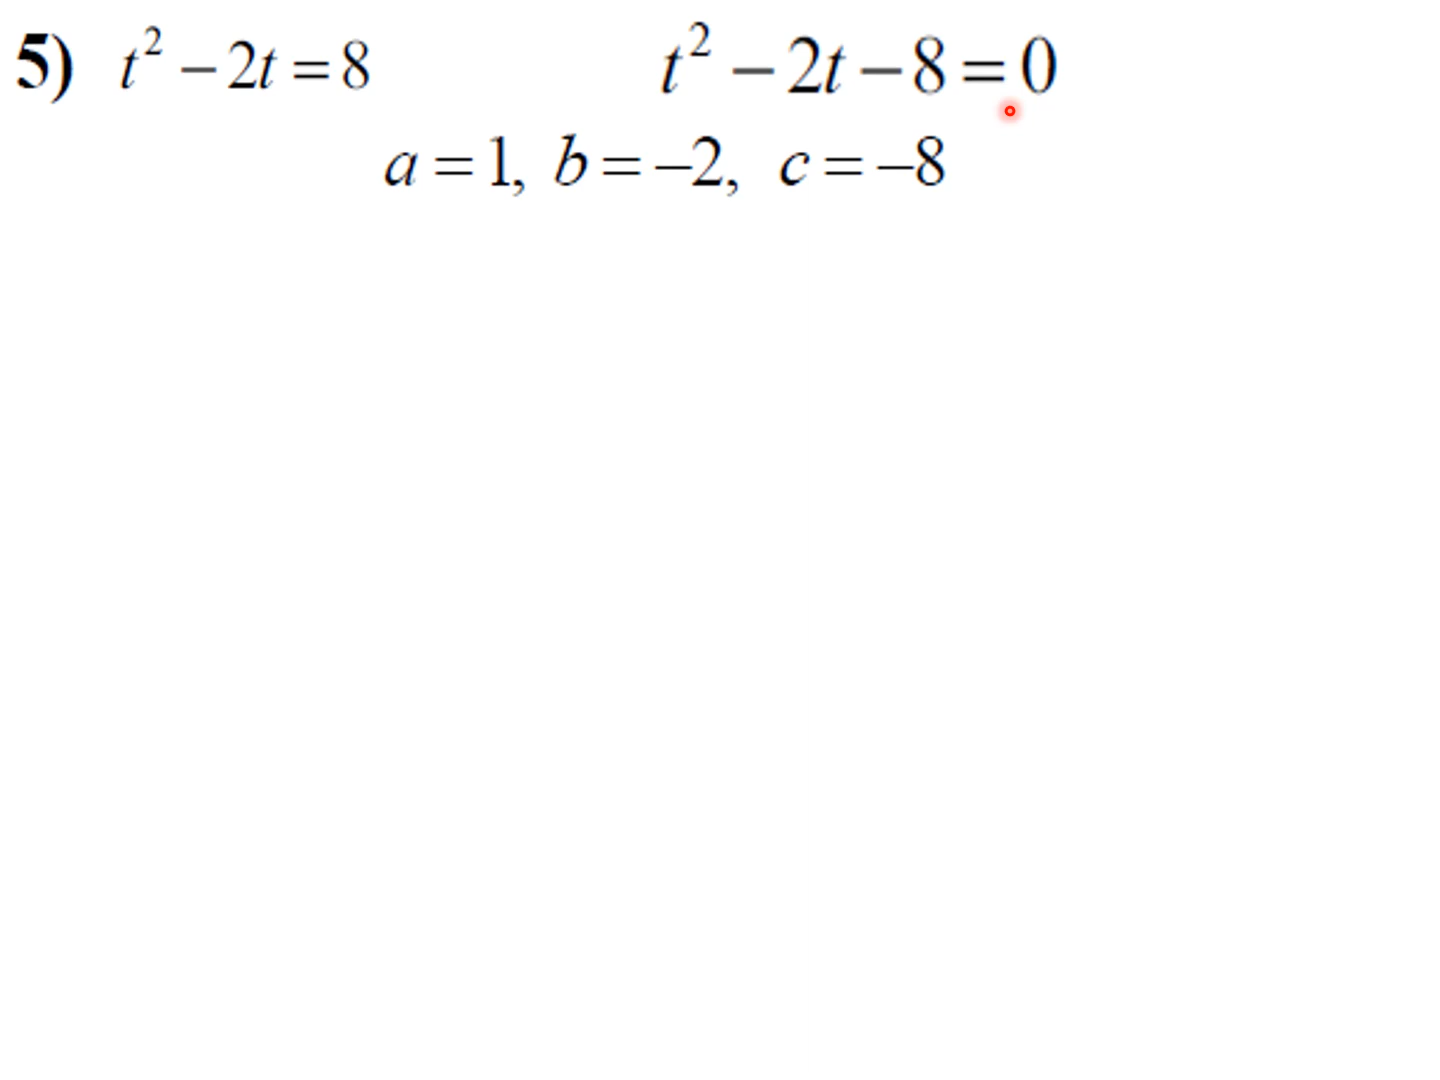 5) t² − 2t = 8 t² − 2t − 8 = 0
a = 1, b = −2, c = −8